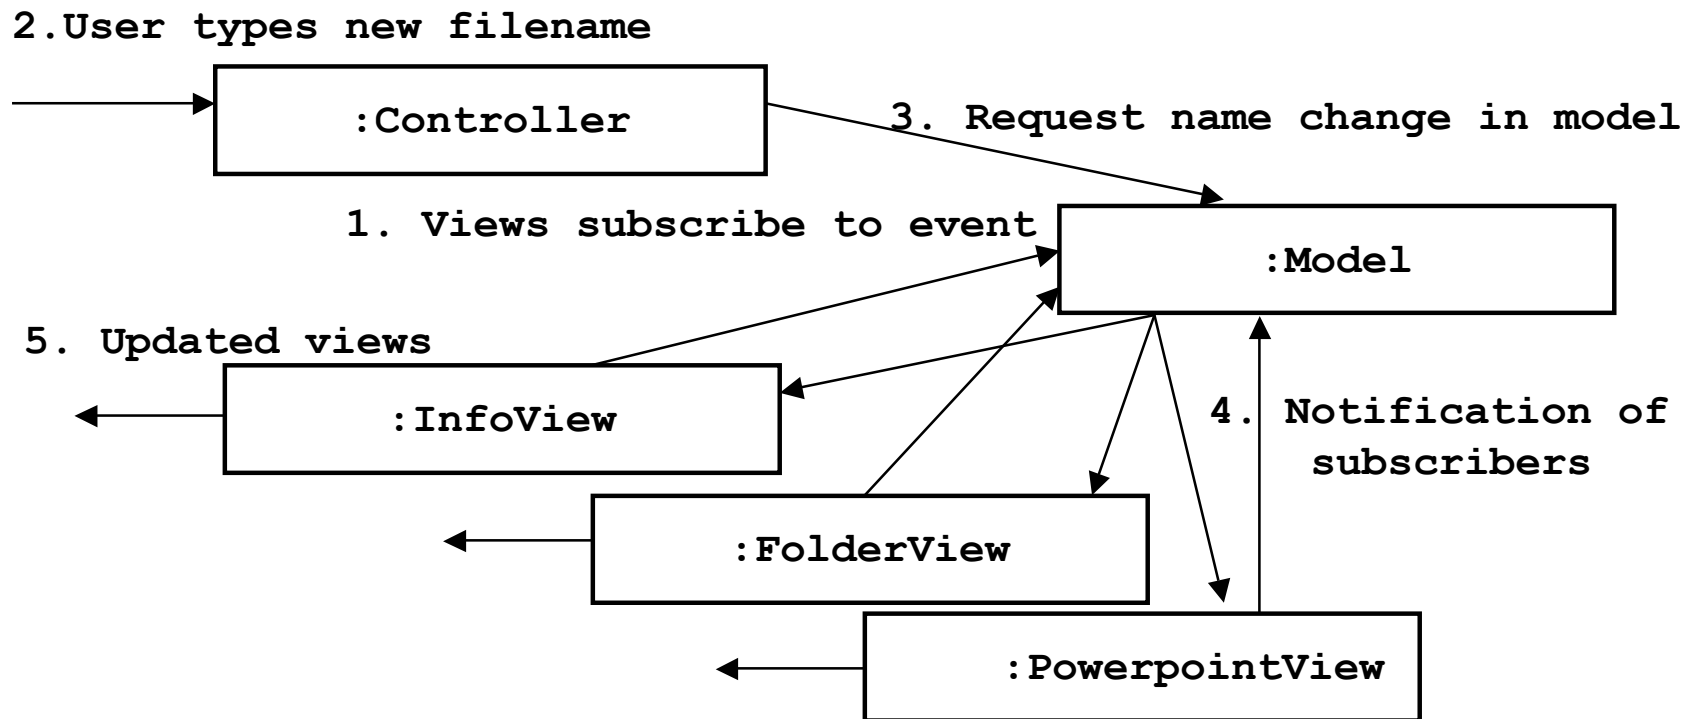 2.User types new filename
:Controller
3. Request name change in model
1. Views subscribe to event
:Model
5. Updated views
:InfoView
4. Notification of
subscribers
:FolderView
:PowerpointView